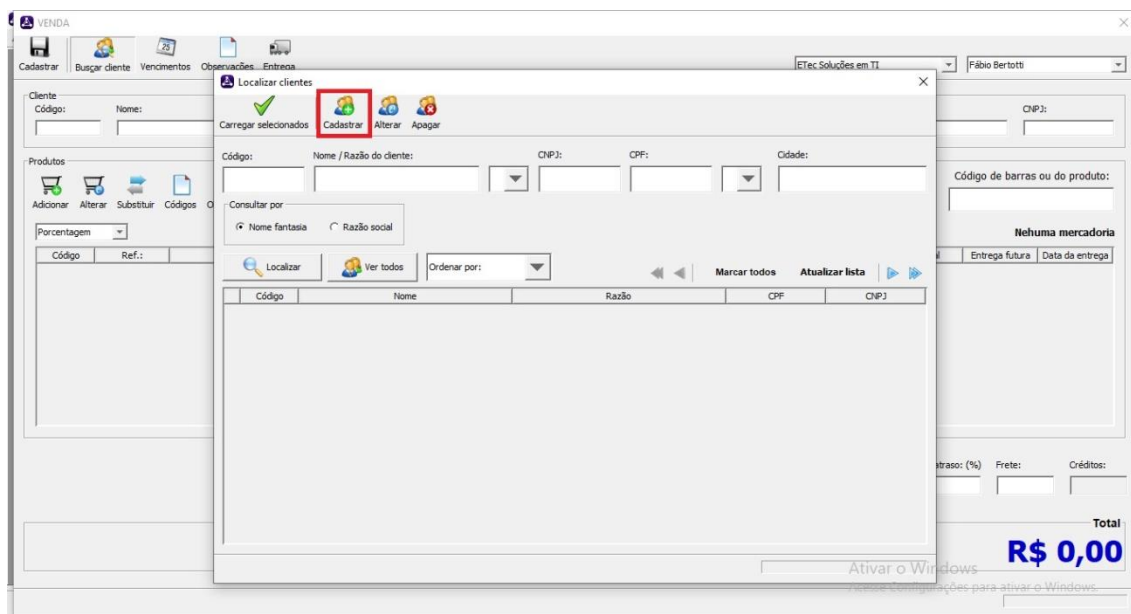 VENDA
Cadastrar Buscar cliente Vencimentos Observações Entrega
ETec Soluções em TI Fábio Bertotti
Cliente
Código: Nome: CNPJ:
Produtos
Adicionar Alterar Substituir Códigos
Código de barras ou do produto:
Porcentagem
Nenhuma mercadoria
Código Ref.: Entrega futura Data da entrega
Localizar clientes
Carregar selecionados Cadastrar Alterar Apagar
Código: Nome / Razão do cliente: CNPJ: CPF: Cidade:
Consultar por
Nome fantasia Razão social
Localizar Ver todos Ordenar por: Marcar todos Atualizar lista
Código Nome Razão CPF CNPJ
(%) Frete: Créditos:
Total
R$ 0,00
Ativar o Windows
Acesse Configurações para ativar o Windows.